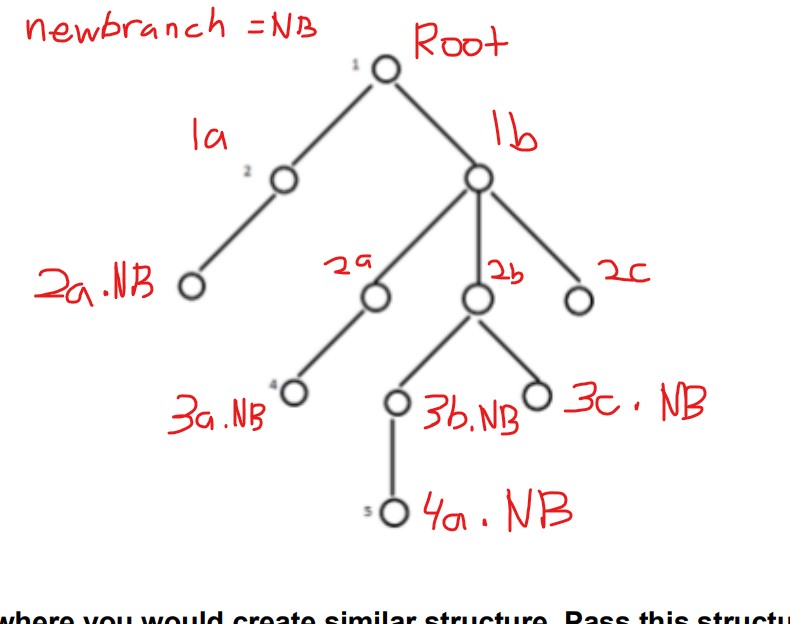 newbranch = NB
Root
1
1a
1b
2
2a.NB
2a
2b
2c
4
3a.NB
3b.NB
3c. NB
5
4a. NB
where you would create similar structure. Pass this structu